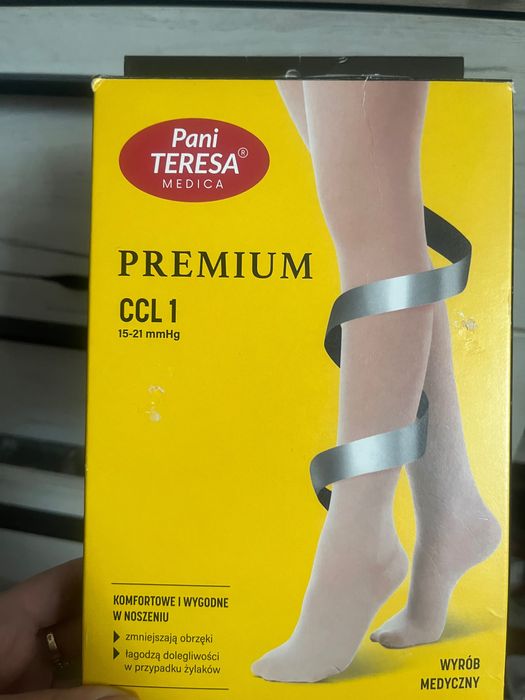 Pani
TERESA®
MEDICA
PREMIUM
CCL 1
15-21 mmHg
KOMFORTOWE I WYGODNE
W NOSZENIU
zmniejszają obrzęki
łagodzą dolegliwości
w przypadku żylaków
WYRÓB
MEDYCZNY